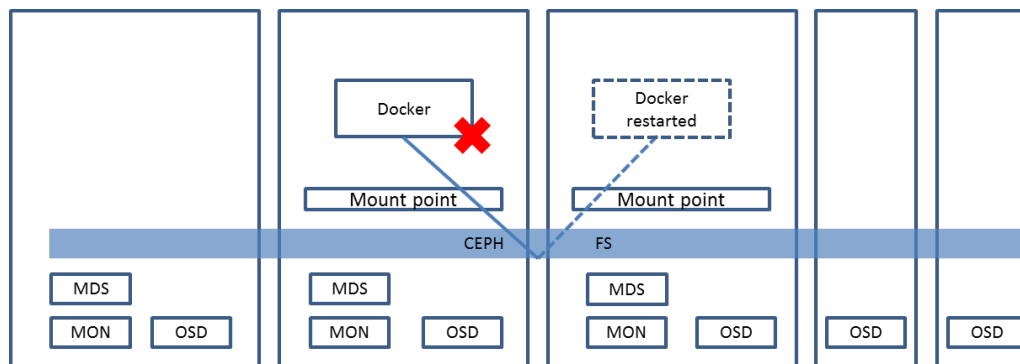 Docker
Docker
restarted
Mount point
Mount point
CEPH
FS
MDS
MDS
MDS
MON
OSD
MON
OSD
MON
OSD
OSD
OSD